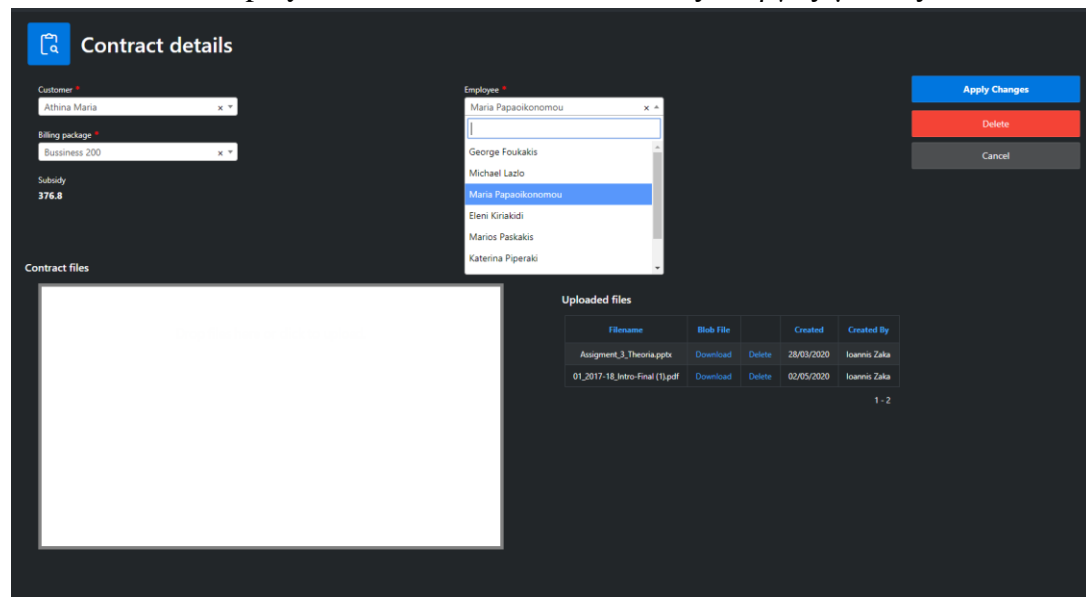 Contract details
Customer *
Athina Maria x
Billing package *
Bussiness 200 x
Subsidy
376.8
Employee *
Maria Papaoikonomou x
George Foukakis
Michael Lazlo
Maria Papaoikonomou
Eleni Kiriakidi
Marios Paskakis
Katerina Piperaki
Apply Changes
Delete
Cancel
Contract files
Uploaded files
Filename Blob File Created Created By
Assigment_3_Theoria.pptx Download Delete 28/03/2020 Ioannis Zaka
01_2017-18_Intro-Final (1).pdf Download Delete 02/05/2020 Ioannis Zaka
1 - 2